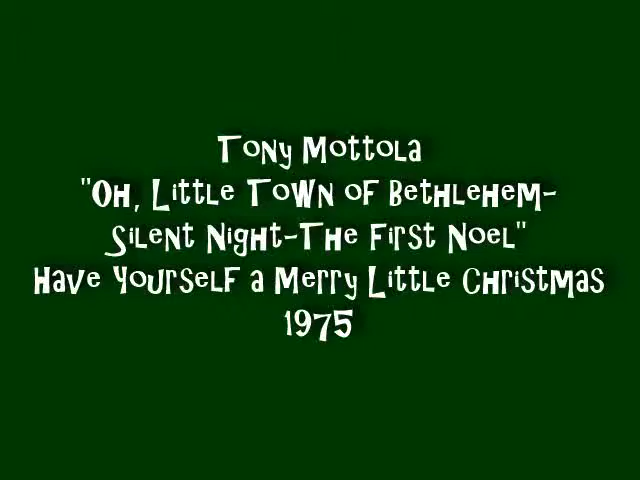 Tony Mottola
"Oh, Little Town of Bethlehem-
Silent Night-The First Noel"
Have Yourself a Merry Little Christmas
1975